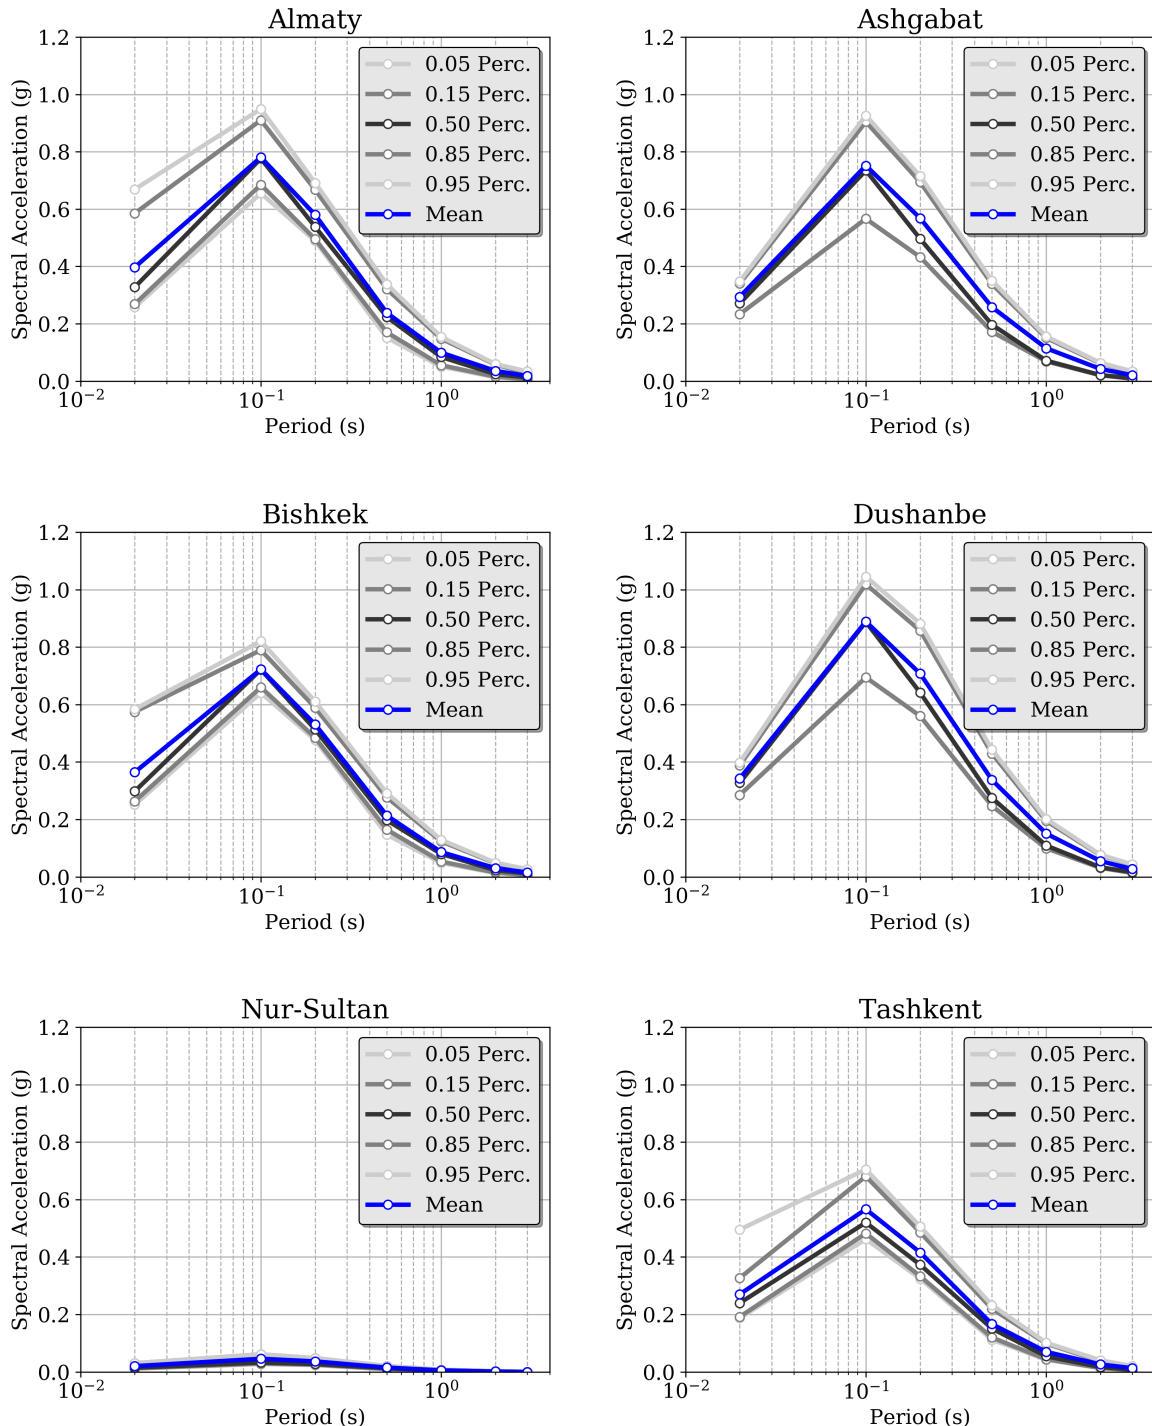 Almaty
1.2
1.0
0.8
0.6
0.4
0.2
0.0
Spectral Acceleration (g)
0.05 Perc.
0.15 Perc.
0.50 Perc.
0.85 Perc.
0.95 Perc.
Mean
10⁻² 10⁻¹ 10⁰
Period (s)
Ashgabat
1.2
1.0
0.8
0.6
0.4
0.2
0.0
Spectral Acceleration (g)
0.05 Perc.
0.15 Perc.
0.50 Perc.
0.85 Perc.
0.95 Perc.
Mean
10⁻² 10⁻¹ 10⁰
Period (s)
Bishkek
1.2
1.0
0.8
0.6
0.4
0.2
0.0
Spectral Acceleration (g)
0.05 Perc.
0.15 Perc.
0.50 Perc.
0.85 Perc.
0.95 Perc.
Mean
10⁻² 10⁻¹ 10⁰
Period (s)
Dushanbe
1.2
1.0
0.8
0.6
0.4
0.2
0.0
Spectral Acceleration (g)
0.05 Perc.
0.15 Perc.
0.50 Perc.
0.85 Perc.
0.95 Perc.
Mean
10⁻² 10⁻¹ 10⁰
Period (s)
Nur-Sultan
1.2
1.0
0.8
0.6
0.4
0.2
0.0
Spectral Acceleration (g)
0.05 Perc.
0.15 Perc.
0.50 Perc.
0.85 Perc.
0.95 Perc.
Mean
10⁻² 10⁻¹ 10⁰
Period (s)
Tashkent
1.2
1.0
0.8
0.6
0.4
0.2
0.0
Spectral Acceleration (g)
0.05 Perc.
0.15 Perc.
0.50 Perc.
0.85 Perc.
0.95 Perc.
Mean
10⁻² 10⁻¹ 10⁰
Period (s)